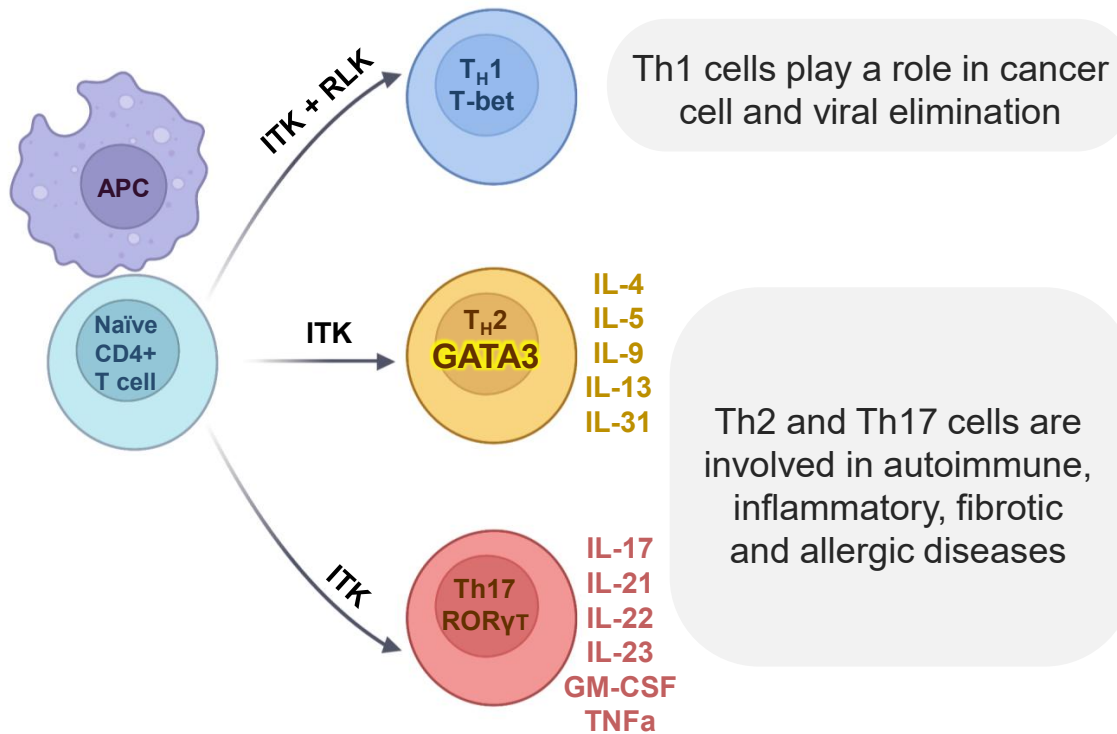 ITK + RLK
T_H1
T-bet
Th1 cells play a role in cancer
cell and viral elimination
APC
Naïve
CD4+
T cell
ITK
T_H2
GATA3
IL-4
IL-5
IL-9
IL-13
IL-31
Th2 and Th17 cells are
involved in autoimmune,
inflammatory, fibrotic
and allergic diseases
ITK
Th17
RORγT
IL-17
IL-21
IL-22
IL-23
GM-CSF
TNFa